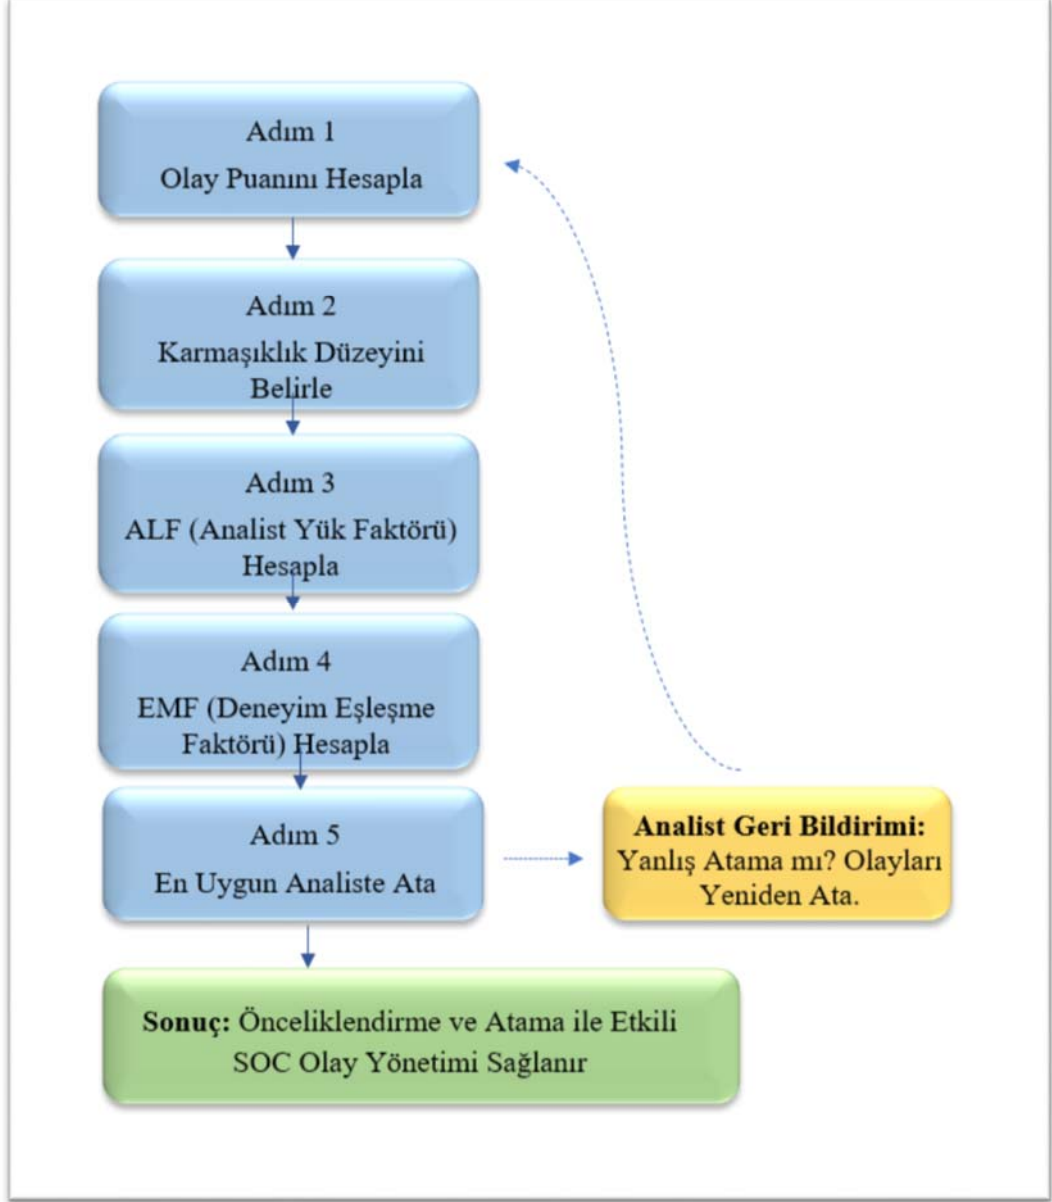 Adım 1
Olay Puanını Hesapla
Adım 2
Karmaşıklık Düzeyini
Belirle
Adım 3
ALF (Analist Yük Faktörü)
Hesapla
Adım 4
EMF (Deneyim Eşleşme
Faktörü) Hesapla
Adım 5
En Uygun Analiste Ata
Analist Geri Bildirimi:
Yanlış Atama mı? Olayları
Yeniden Ata.
Sonuç: Önceliklendirme ve Atama ile Etkili
SOC Olay Yönetimi Sağlanır